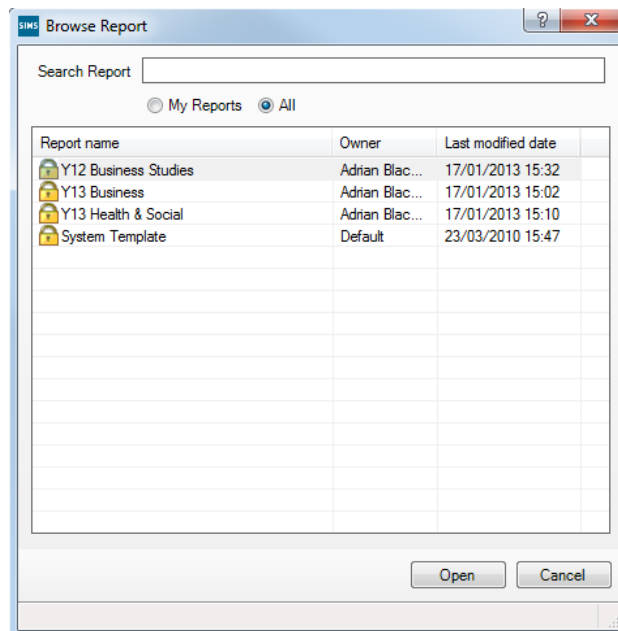 SIMS Browse Report ?
Search Report
My Reports All
Report name Owner Last modified date
Y12 Business Studies Adrian Blac... 17/01/2013 15:32
Y13 Business Adrian Blac... 17/01/2013 15:02
Y13 Health & Social Adrian Blac... 17/01/2013 15:10
System Template Default 23/03/2010 15:47
Open Cancel